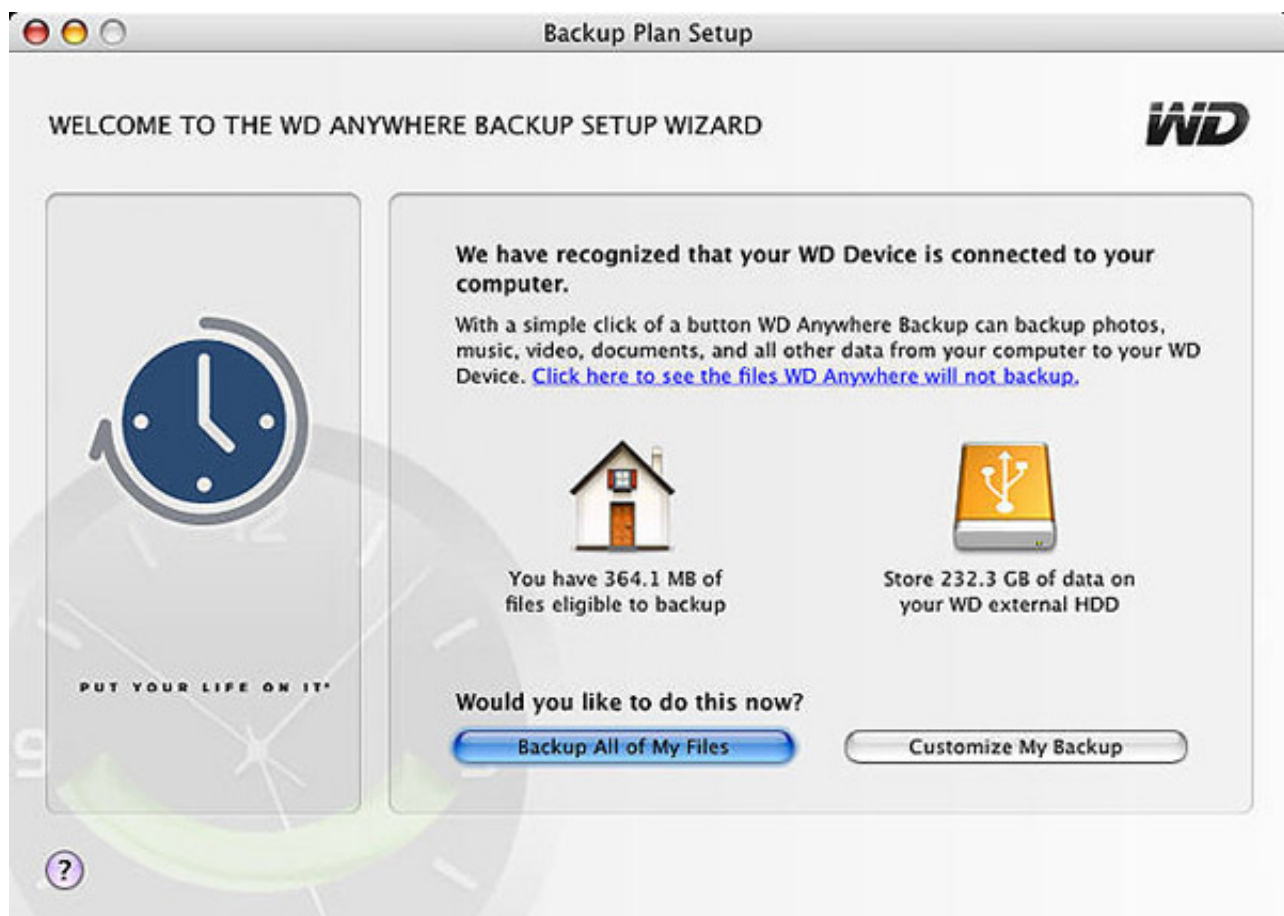 Backup Plan Setup
WELCOME TO THE WD ANYWHERE BACKUP SETUP WIZARD
WD
We have recognized that your WD Device is connected to your
computer.
With a simple click of a button WD Anywhere Backup can backup photos,
music, video, documents, and all other data from your computer to your WD
Device. Click here to see the files WD Anywhere will not backup.
You have 364.1 MB of
files eligible to backup
Store 232.3 GB of data on
your WD external HDD
12
PUT YOUR LIFE ON IT*
Would you like to do this now?
Backup All of My Files
Customize My Backup
?